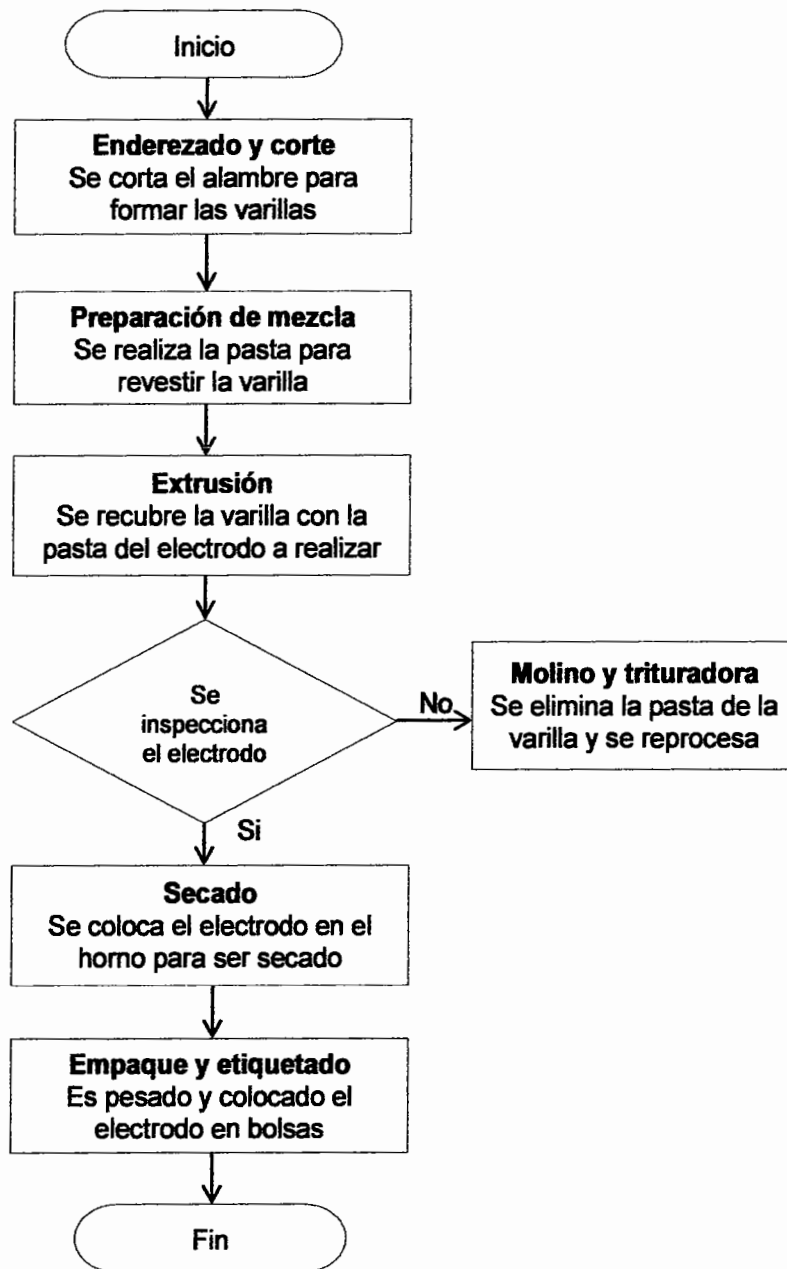 Inicio
Enderezado y corte
Se corta el alambre para
formar las varillas
Preparación de mezcla
Se realiza la pasta para
revestir la varilla
Extrusión
Se recubre la varilla con la
pasta del electrodo a realizar
Se
inspecciona
el electrodo
No
Molino y trituradora
Se elimina la pasta de la
varilla y se reprocesa
Si
Secado
Se coloca el electrodo en el
horno para ser secado
Empaque y etiquetado
Es pesado y colocado el
electrodo en bolsas
Fin